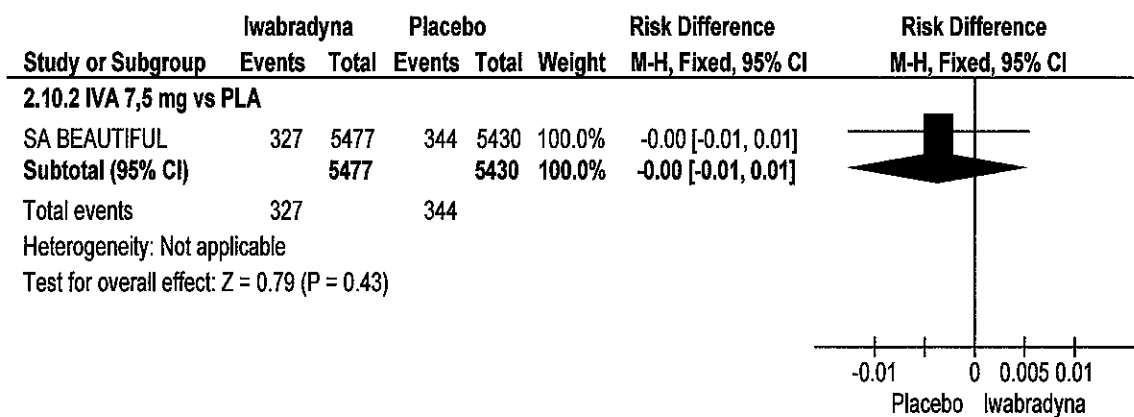 Iwabradyna Placebo Risk Difference Risk Difference
Study or Subgroup Events Total Events Total Weight M-H, Fixed, 95% CI M-H, Fixed, 95% CI
2.10.2 IVA 7,5 mg vs PLA
SA BEAUTIFUL 327 5477 344 5430 100.0% -0.00 [-0.01, 0.01]
Subtotal (95% CI) 5477 5430 100.0% -0.00 [-0.01, 0.01]
Total events 327 344
Heterogeneity: Not applicable
Test for overall effect: Z = 0.79 (P = 0.43)
-0.01 0 0.005 0.01
Placebo Iwabradyna